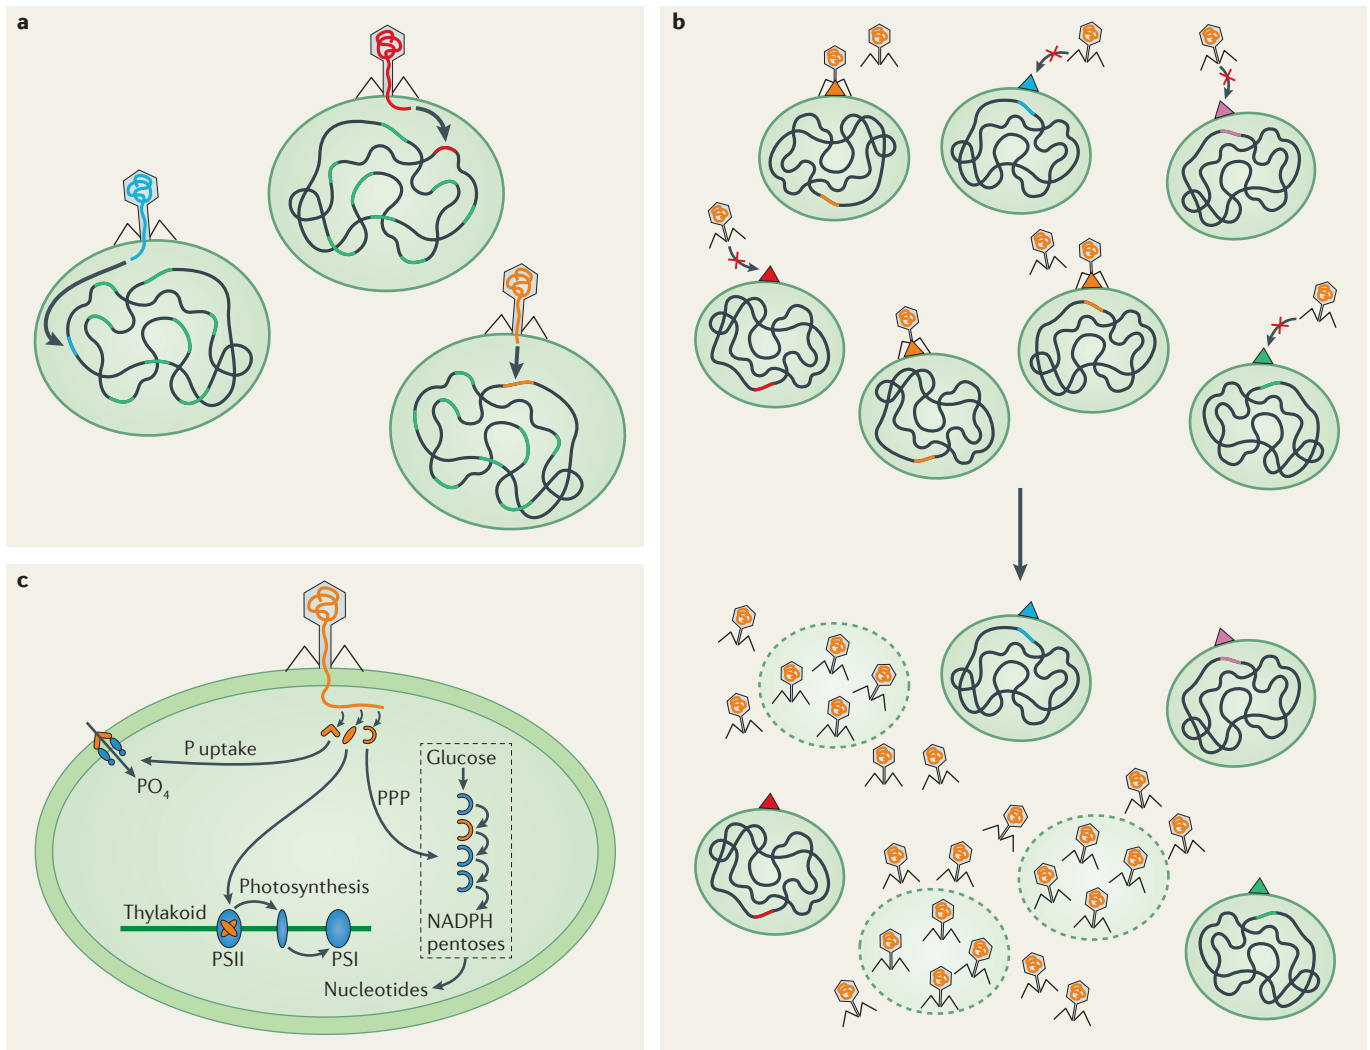 a
b
c
P uptake
PO4
PPP
Glucose
NADPH
pentoses
Nucleotides
Photosynthesis
Thylakoid
PSII
PSI